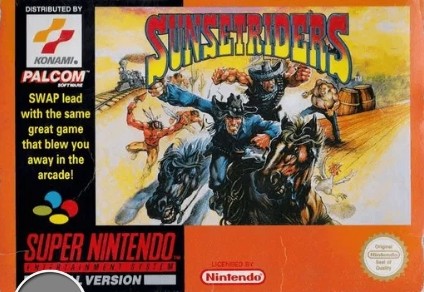 DISTRIBUTED BY
KONAMI®
PALCOM
SOFTWARE
SWAP lead
with the same
great game
that blew you
away in the
arcade!
SUNSETRIDERS
SUPER NINTENDO
ENTERTAINMENT SYSTEM
L VERSION
LICENSED BY
Nintendo
Original
Nintendo
Seal of
Quality